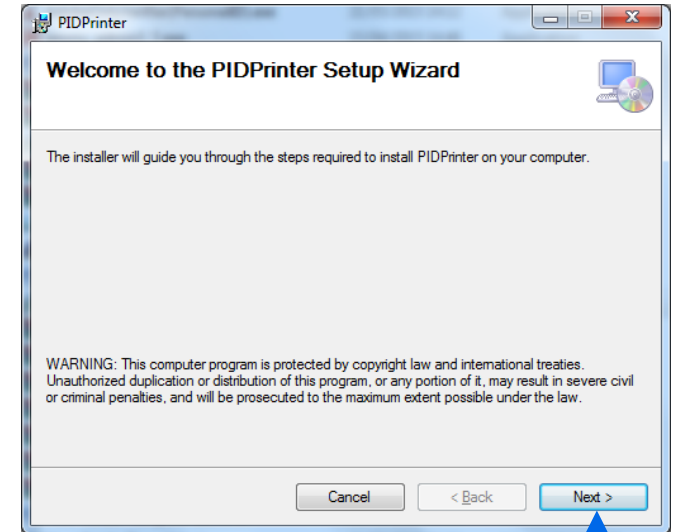 PIDPrinter
Welcome to the PIDPrinter Setup Wizard
The installer will guide you through the steps required to install PIDPrinter on your computer.
WARNING: This computer program is protected by copyright law and international treaties.
Unauthorized duplication or distribution of this program, or any portion of it, may result in severe civil
or criminal penalties, and will be prosecuted to the maximum extent possible under the law.
Cancel
< Back
Next >